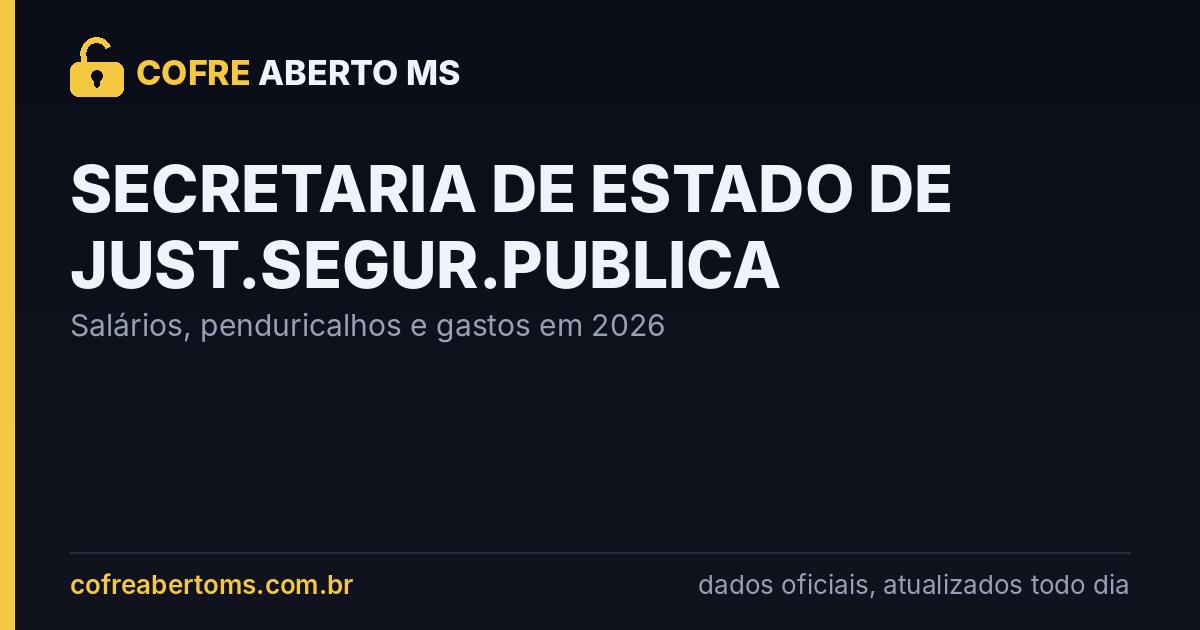 COFRE ABERTO MS
SECRETARIA DE ESTADO DE
JUST.SEGUR.PUBLICA
Salários, penduricalhos e gastos em 2026
cofreabertoms.com.br
dados oficiais, atualizados todo dia